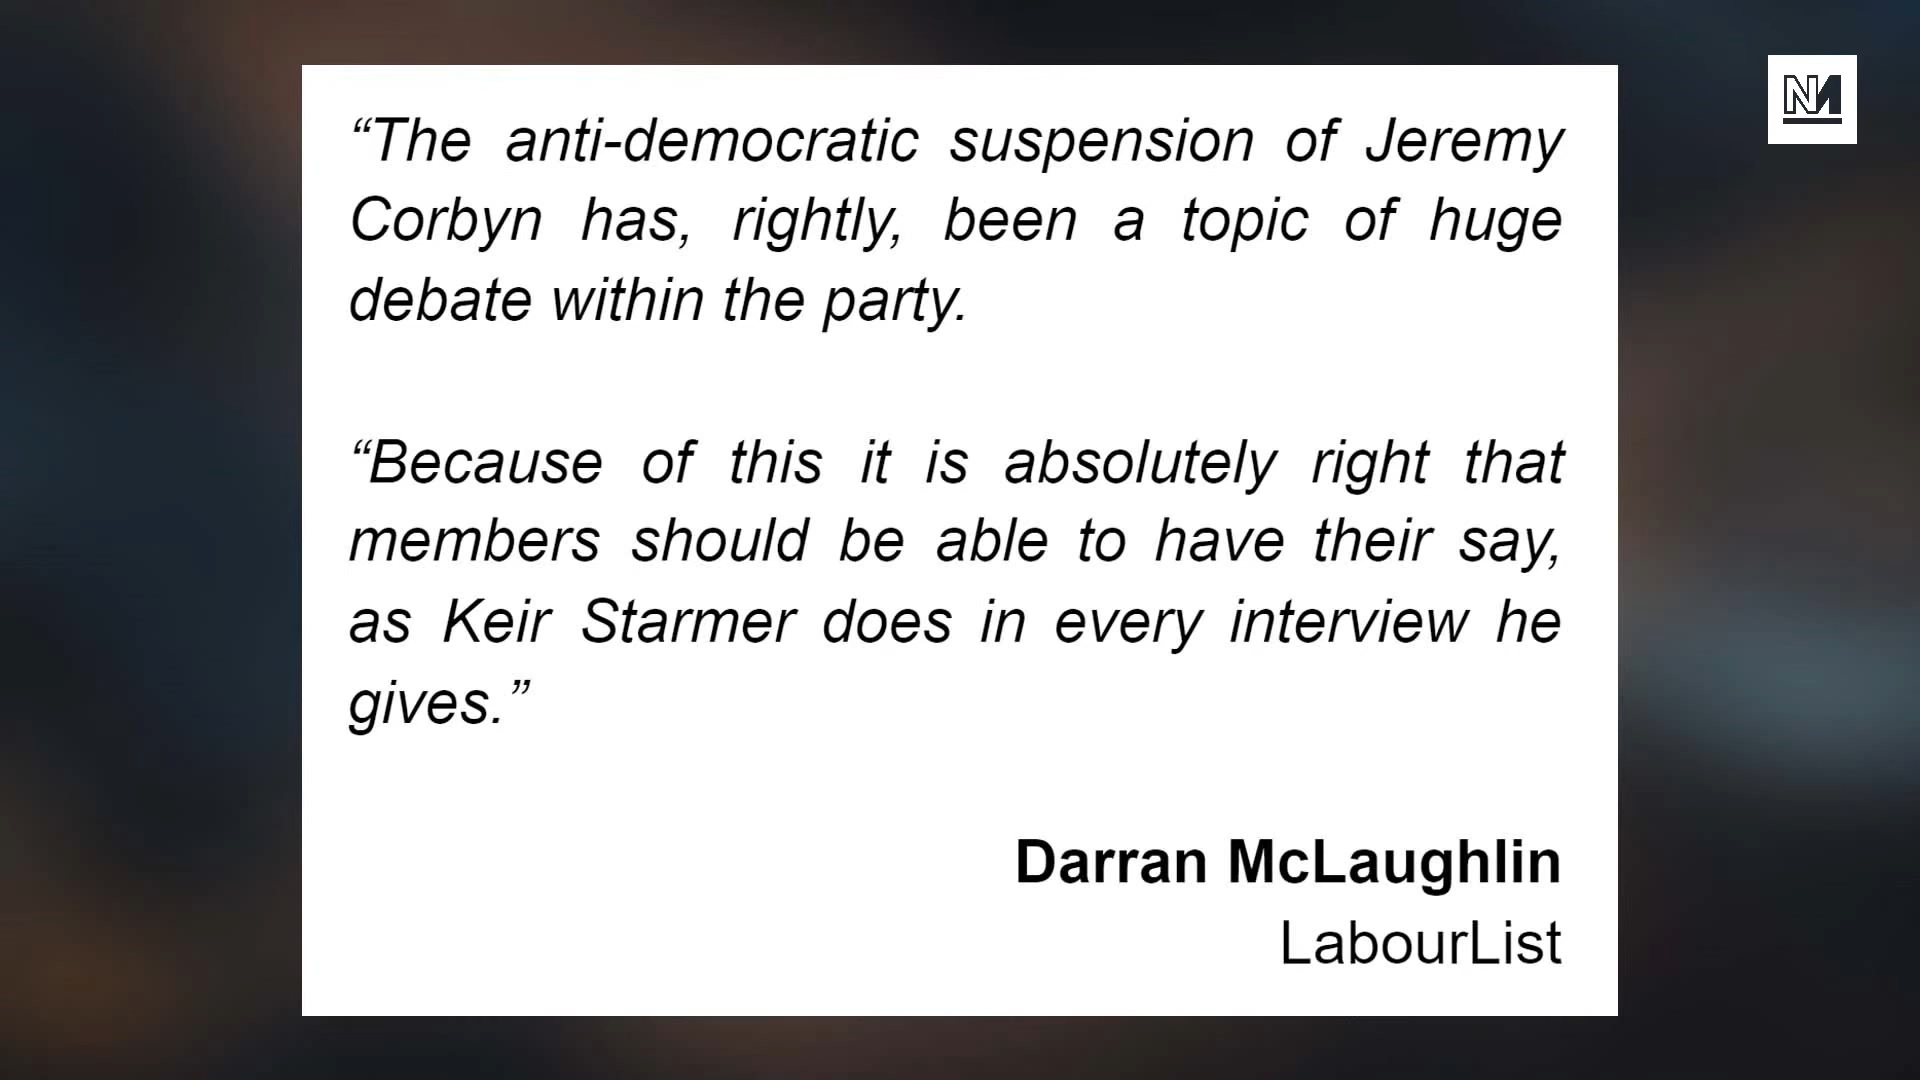 NM
“The anti-democratic suspension of Jeremy
Corbyn has, rightly, been a topic of huge
debate within the party.
“Because of this it is absolutely right that
members should be able to have their say,
as Keir Starmer does in every interview he
gives.”
Darran McLaughlin
LabourList